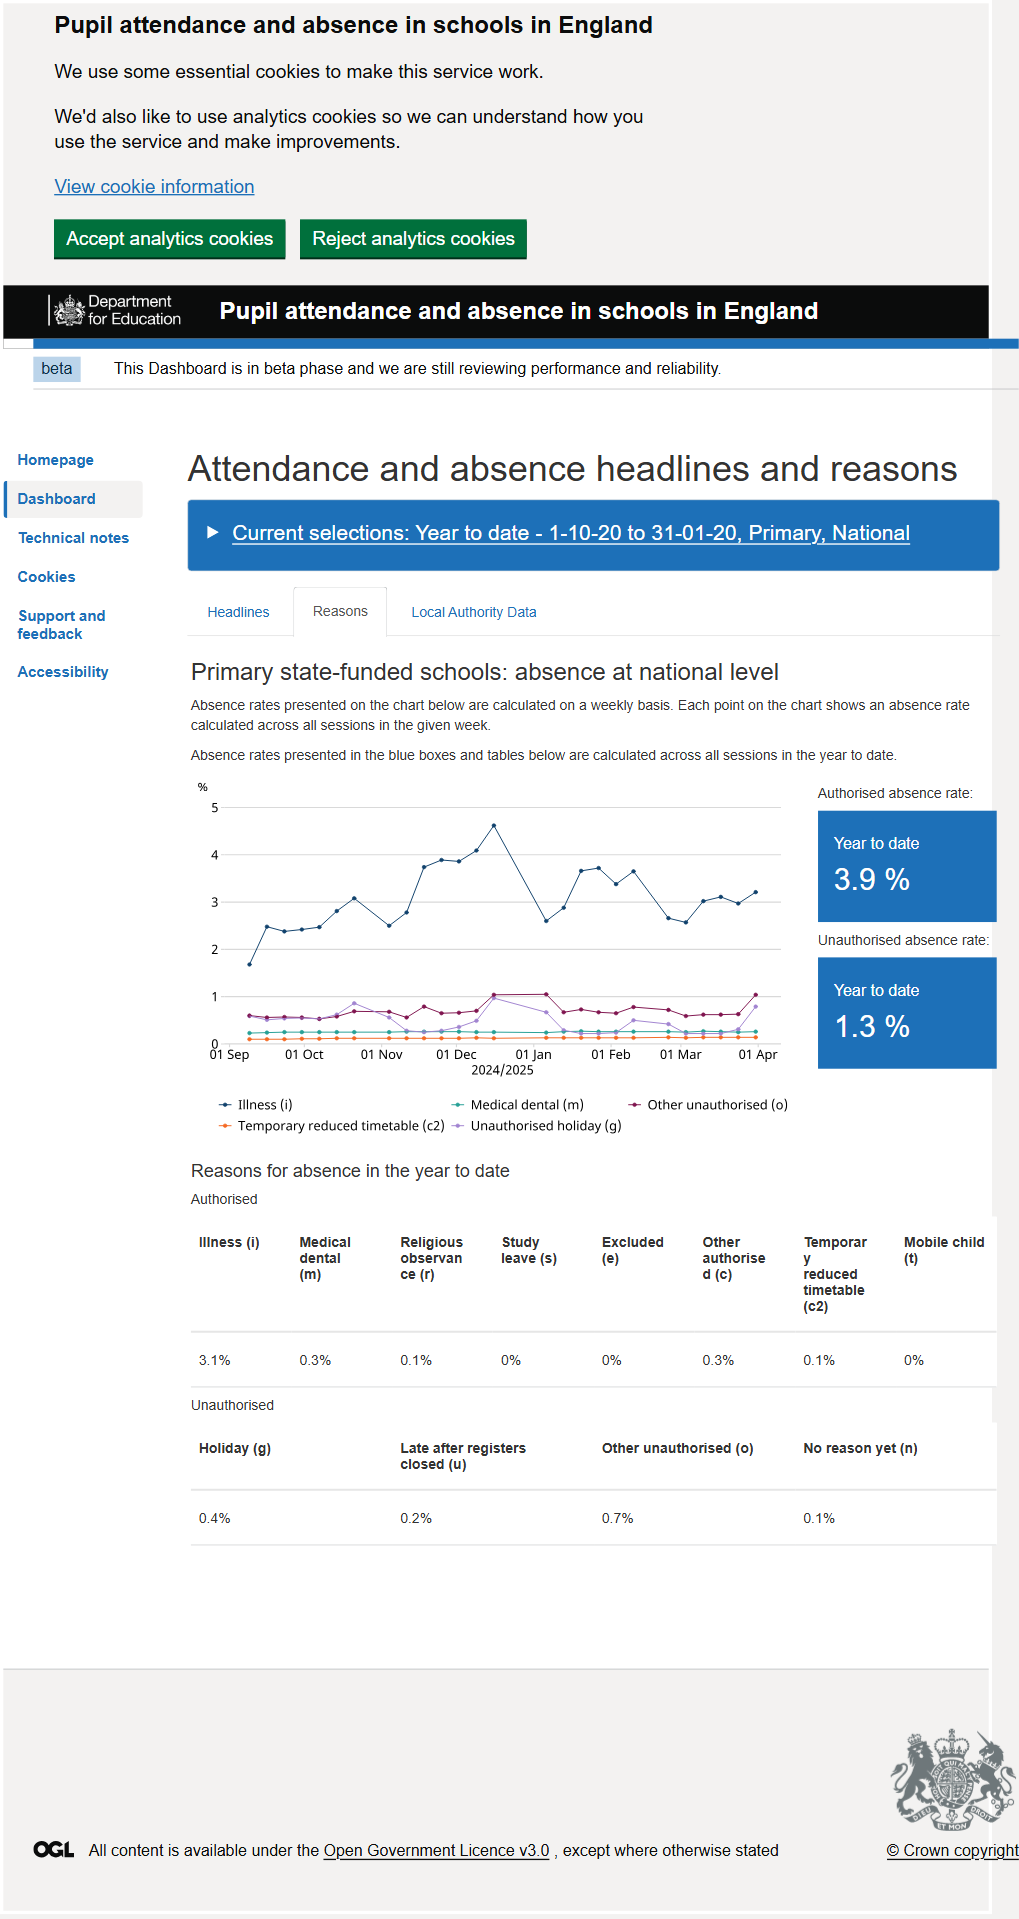 Pupil attendance and absence in schools in England
We use some essential cookies to make this service work.
We'd also like to use analytics cookies so we can understand how you
use the service and make improvements.
View cookie information
Accept analytics cookies
Reject analytics cookies
Department
for Education
Pupil attendance and absence in schools in England
beta
This Dashboard is in beta phase and we are still reviewing performance and reliability.
Homepage
Dashboard
Technical notes
Cookies
Support and
feedback
Accessibility
Attendance and absence headlines and reasons
Current selections: Year to date - 1-10-20 to 31-01-20, Primary, National
Headlines
Reasons
Local Authority Data
Primary state-funded schools: absence at national level
Absence rates presented on the chart below are calculated on a weekly basis. Each point on the chart shows an absence rate
calculated across all sessions in the given week.
Absence rates presented in the blue boxes and tables below are calculated across all sessions in the year to date.
%
5
4
3
2
1
0
01 Sep 01 Oct 01 Nov 01 Dec 01 Jan 01 Feb 01 Mar 01 Apr
2024/2025
Illness (i)
Medical dental (m)
Other unauthorised (o)
Temporary reduced timetable (c2)
Unauthorised holiday (g)
Authorised absence rate:
Year to date
3.9 %
Unauthorised absence rate:
Year to date
1.3 %
Reasons for absence in the year to date
Authorised
Illness (i)
Medical
dental
(m)
Religious
observan
ce (r)
Study
leave (s)
Excluded
(e)
Other
authorise
d (c)
Temporar
y
reduced
timetable
(c2)
Mobile child
(t)
3.1% 0.3% 0.1% 0% 0% 0.3% 0.1% 0%
Unauthorised
Holiday (g)
Late after registers
closed (u)
Other unauthorised (o)
No reason yet (n)
0.4% 0.2% 0.7% 0.1%
OGL
All content is available under the Open Government Licence v3.0 , except where otherwise stated
DIEU ET MON DROIT
© Crown copyright